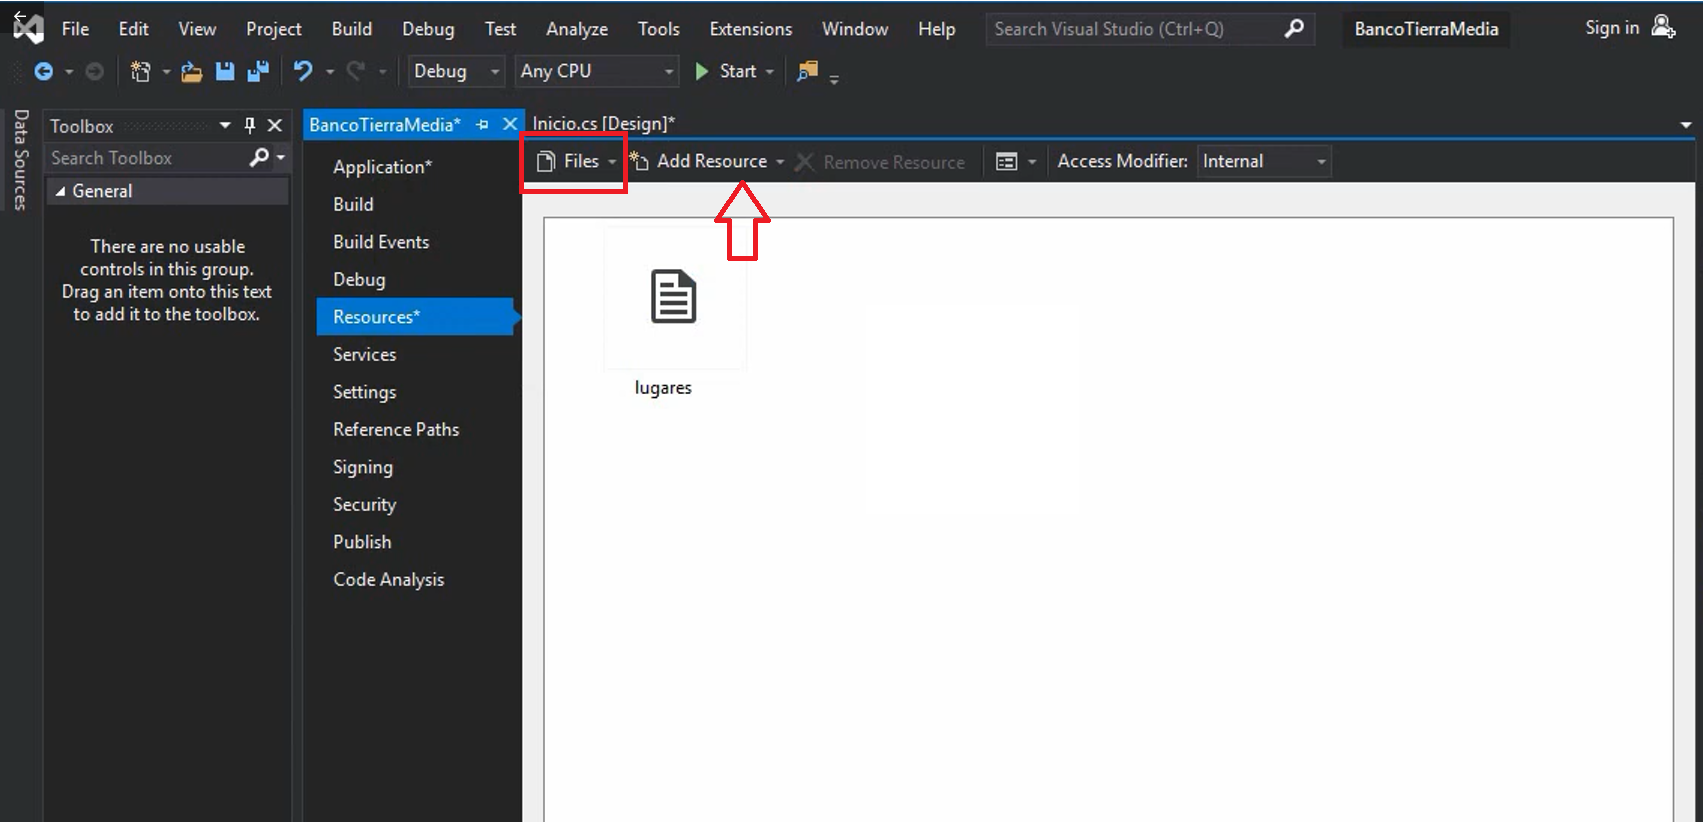 File Edit View Project Build Debug Test Analyze Tools Extensions Window Help Search Visual Studio (Ctrl+Q) BancoTierraMedia Sign in
Debug Any CPU Start
Data Sources
Toolbox
Search Toolbox
General
There are no usable
controls in this group.
Drag an item onto this text
to add it to the toolbox.
BancoTierraMedia* Inicio.cs [Design]*
Application*
Build
Build Events
Debug
Resources*
Services
Settings
Reference Paths
Signing
Security
Publish
Code Analysis
Files Add Resource Remove Resource Access Modifier: Internal
lugares